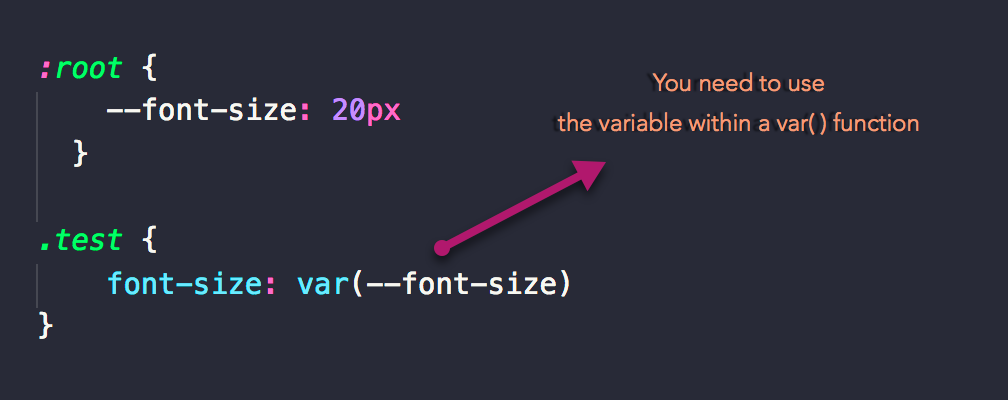 :root {
--font-size: 20px
}
.test {
font-size: var(--font-size)
}
You need to use
the variable within a var( ) function